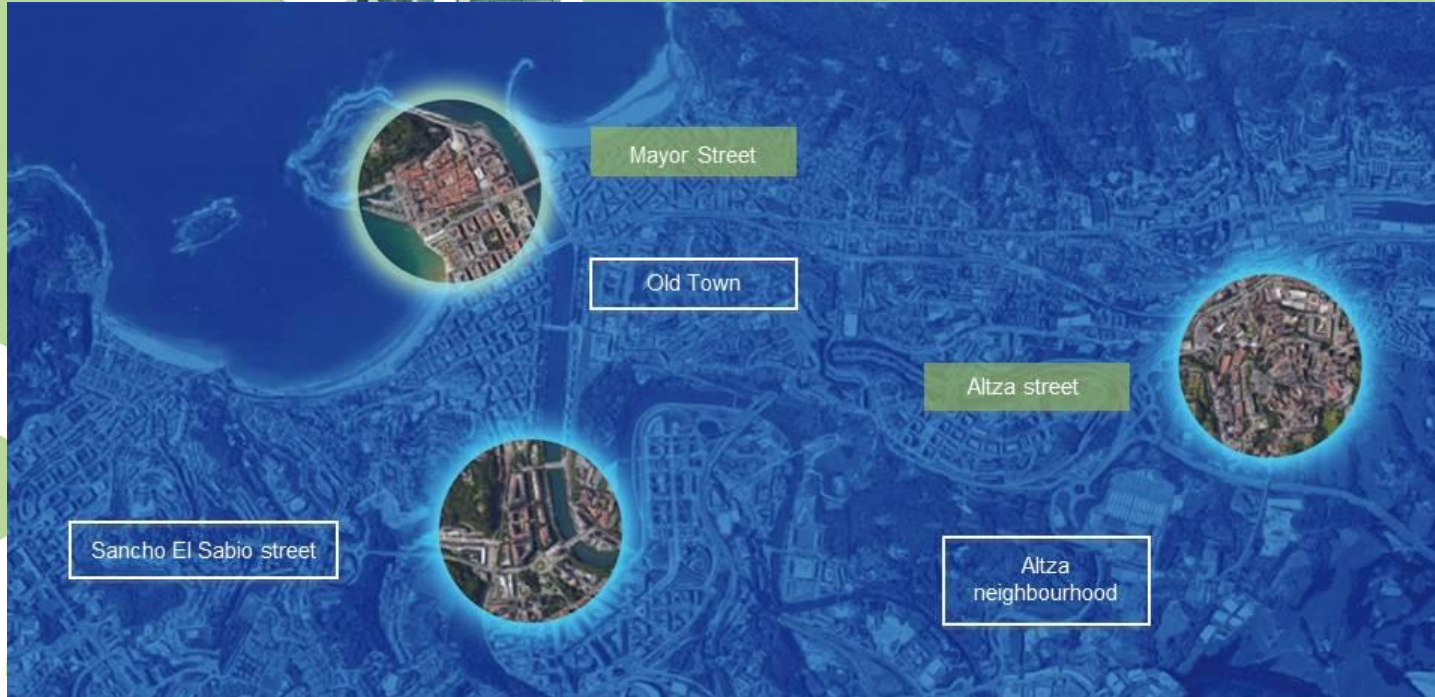 Mayor Street
Old Town
Altza street
Sancho El Sabio street
Altza
neighbourhood